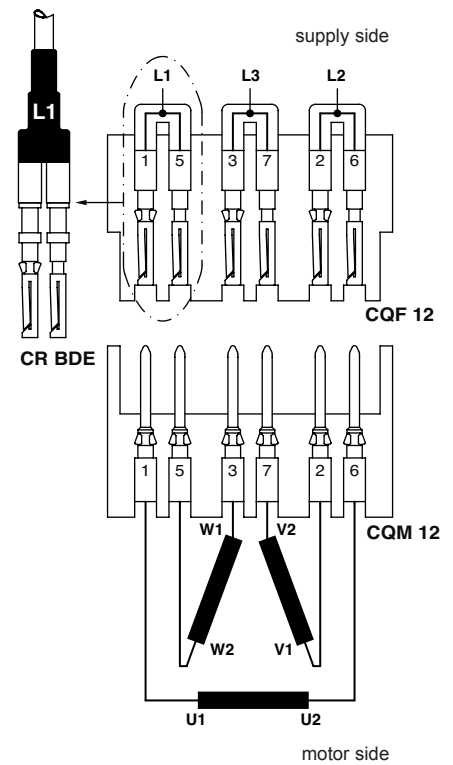 supply side
L1 L3 L2
L1
1 5 3 7 2 6
CQF 12
CR BDE
1 5 3 7 2 6
CQM 12
W1 V2
W2 V1
U1 U2
motor side